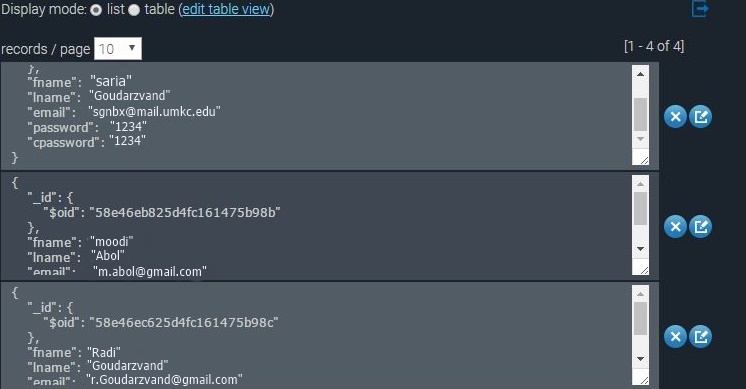 Display mode: list table (edit table view)
records / page 10 [1 - 4 of 4]
},
"fname": "saria"
"lname": "Goudarzvand"
"email": "sgnbx@mail.umkc.edu"
"password": "1234"
"cpassword": "1234"
}
{
"_id": {
"$oid": "58e46eb825d4fc161475b98b"
},
"fname": "moodi"
"lname": "Abol"
"email": "m.abol@gmail.com"
{
"_id": {
"$oid": "58e46ec625d4fc161475b98c"
},
"fname": "Radi"
"lname": "Goudarzvand"
"email": "r.Goudarzvand@gmail.com"